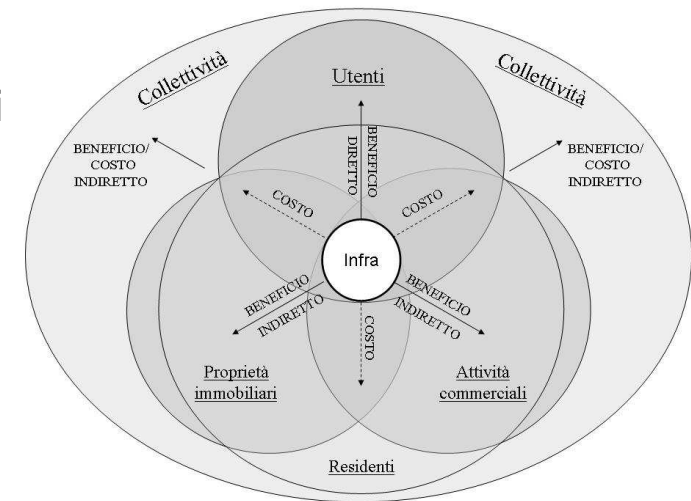 Collettività
Collettività
Utenti
BENEFICIO/
COSTO
INDIRETTO
BENEFICIO
DIRETTO
BENEFICIO/
COSTO
INDIRETTO
COSTO
COSTO
Infra
BENEFICIO
INDIRETTO
BENEFICIO
INDIRETTO
COSTO
Proprietà
immobiliari
Attività
commerciali
Residenti